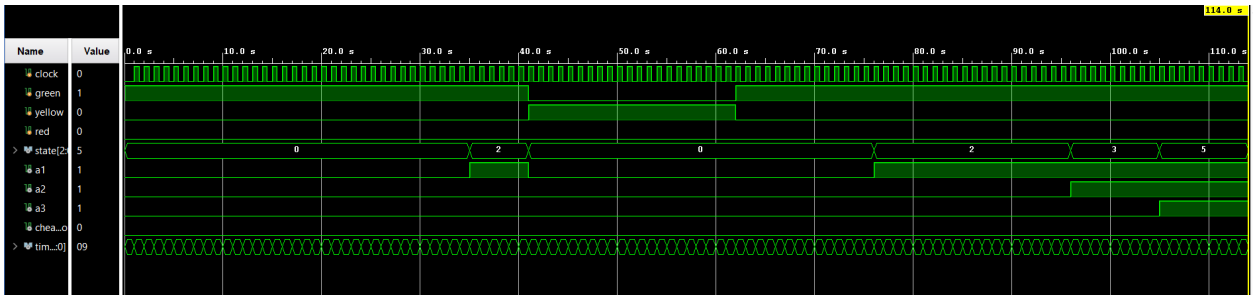 114.0 s
Name Value 0.0 s 10.0 s 20.0 s 30.0 s 40.0 s 50.0 s 60.0 s 70.0 s 80.0 s 90.0 s 100.0 s 110.0 s
clock 0
green 1
yellow 0
red 0
state[2:( 5 0 2 0 2 3 5
a1 1
a2 1
a3 1
chea...o 0
tim...:0] 09